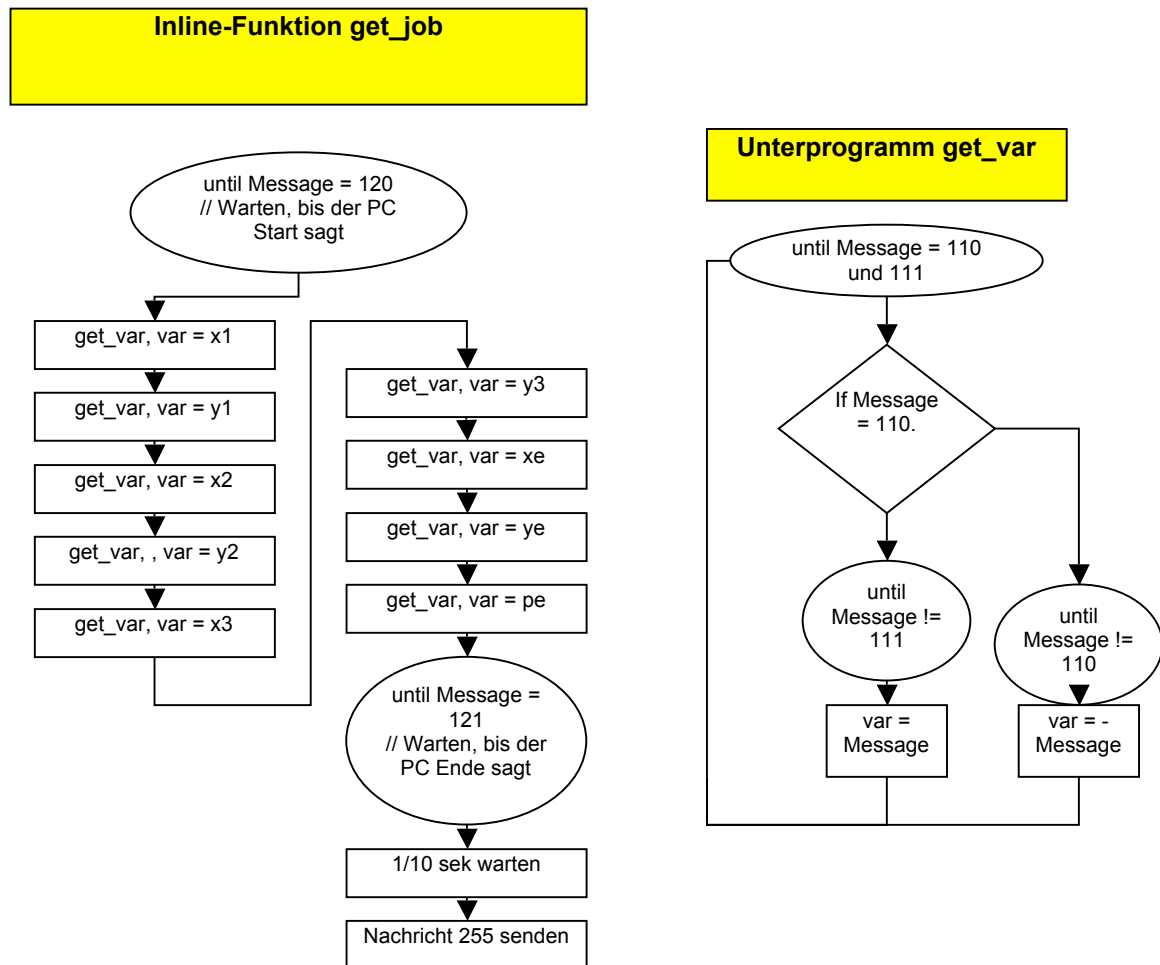 Inline-Funktion get_job
until Message = 120
// Warten, bis der PC
Start sagt
get_var, var = x1
get_var, var = y1
get_var, var = x2
get_var, , var = y2
get_var, var = x3
get_var, var = y3
get_var, var = xe
get_var, var = ye
get_var, var = pe
until Message =
121
// Warten, bis der
PC Ende sagt
1/10 sek warten
Nachricht 255 senden
Unterprogramm get_var
until Message = 110
und 111
If Message
= 110.
until
Message !=
111
var =
Message
until
Message !=
110
var = -
Message